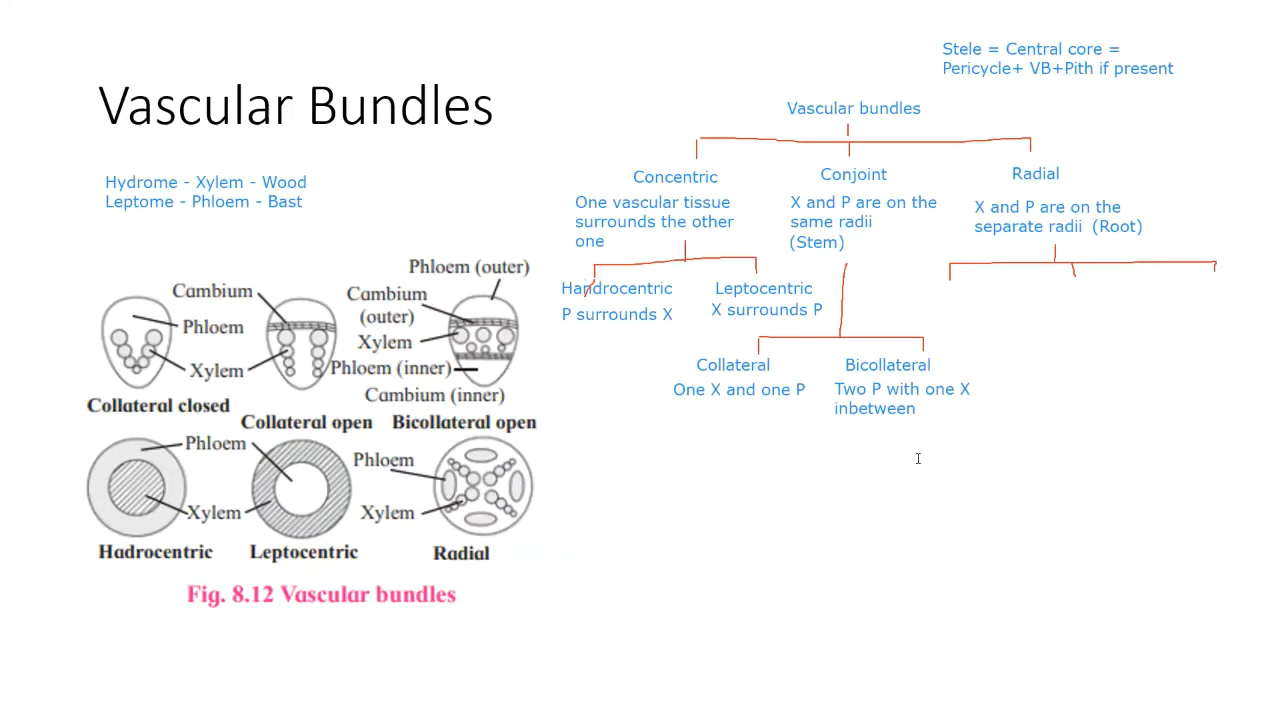 Stele = Central core =
Pericycle+ VB+Pith if present
Vascular Bundles
Vascular bundles
Hydrome - Xylem - Wood
Leptome - Phloem - Bast
Concentric
Conjoint
Radial
One vascular tissue
surrounds the other
one
X and P are on the
same radii
(Stem)
X and P are on the
separate radii (Root)
Handrocentric
P surrounds X
Leptocentric
X surrounds P
Collateral
One X and one P
Bicollateral
Two P with one X
inbetween
Phloem (outer)
Cambium
Cambium
(outer)
Phloem
Xylem
Xylem
Phloem (inner)
Cambium (inner)
Collateral closed
Collateral open
Bicollateral open
Phloem
Phloem
Xylem
Xylem
Hadrocentric
Leptocentric
Radial
Fig. 8.12 Vascular bundles